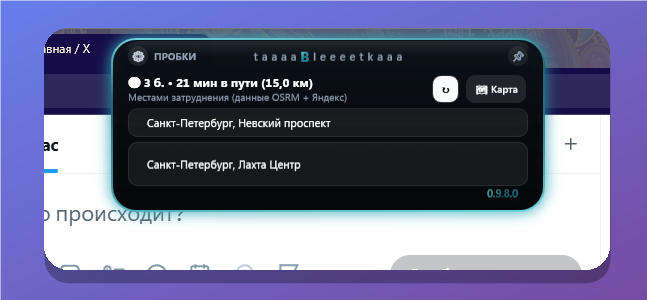 авная / X
ПРОБКИ
taaaaBleeeetkaaa
3 б. • 21 мин в пути (15,0 км)
Местами затруднения (данные OSRM + Яндекс)
Карта
Санкт-Петербург, Невский проспект
ас
Санкт-Петербург, Лахта Центр
0.9.8.0
о происходит?